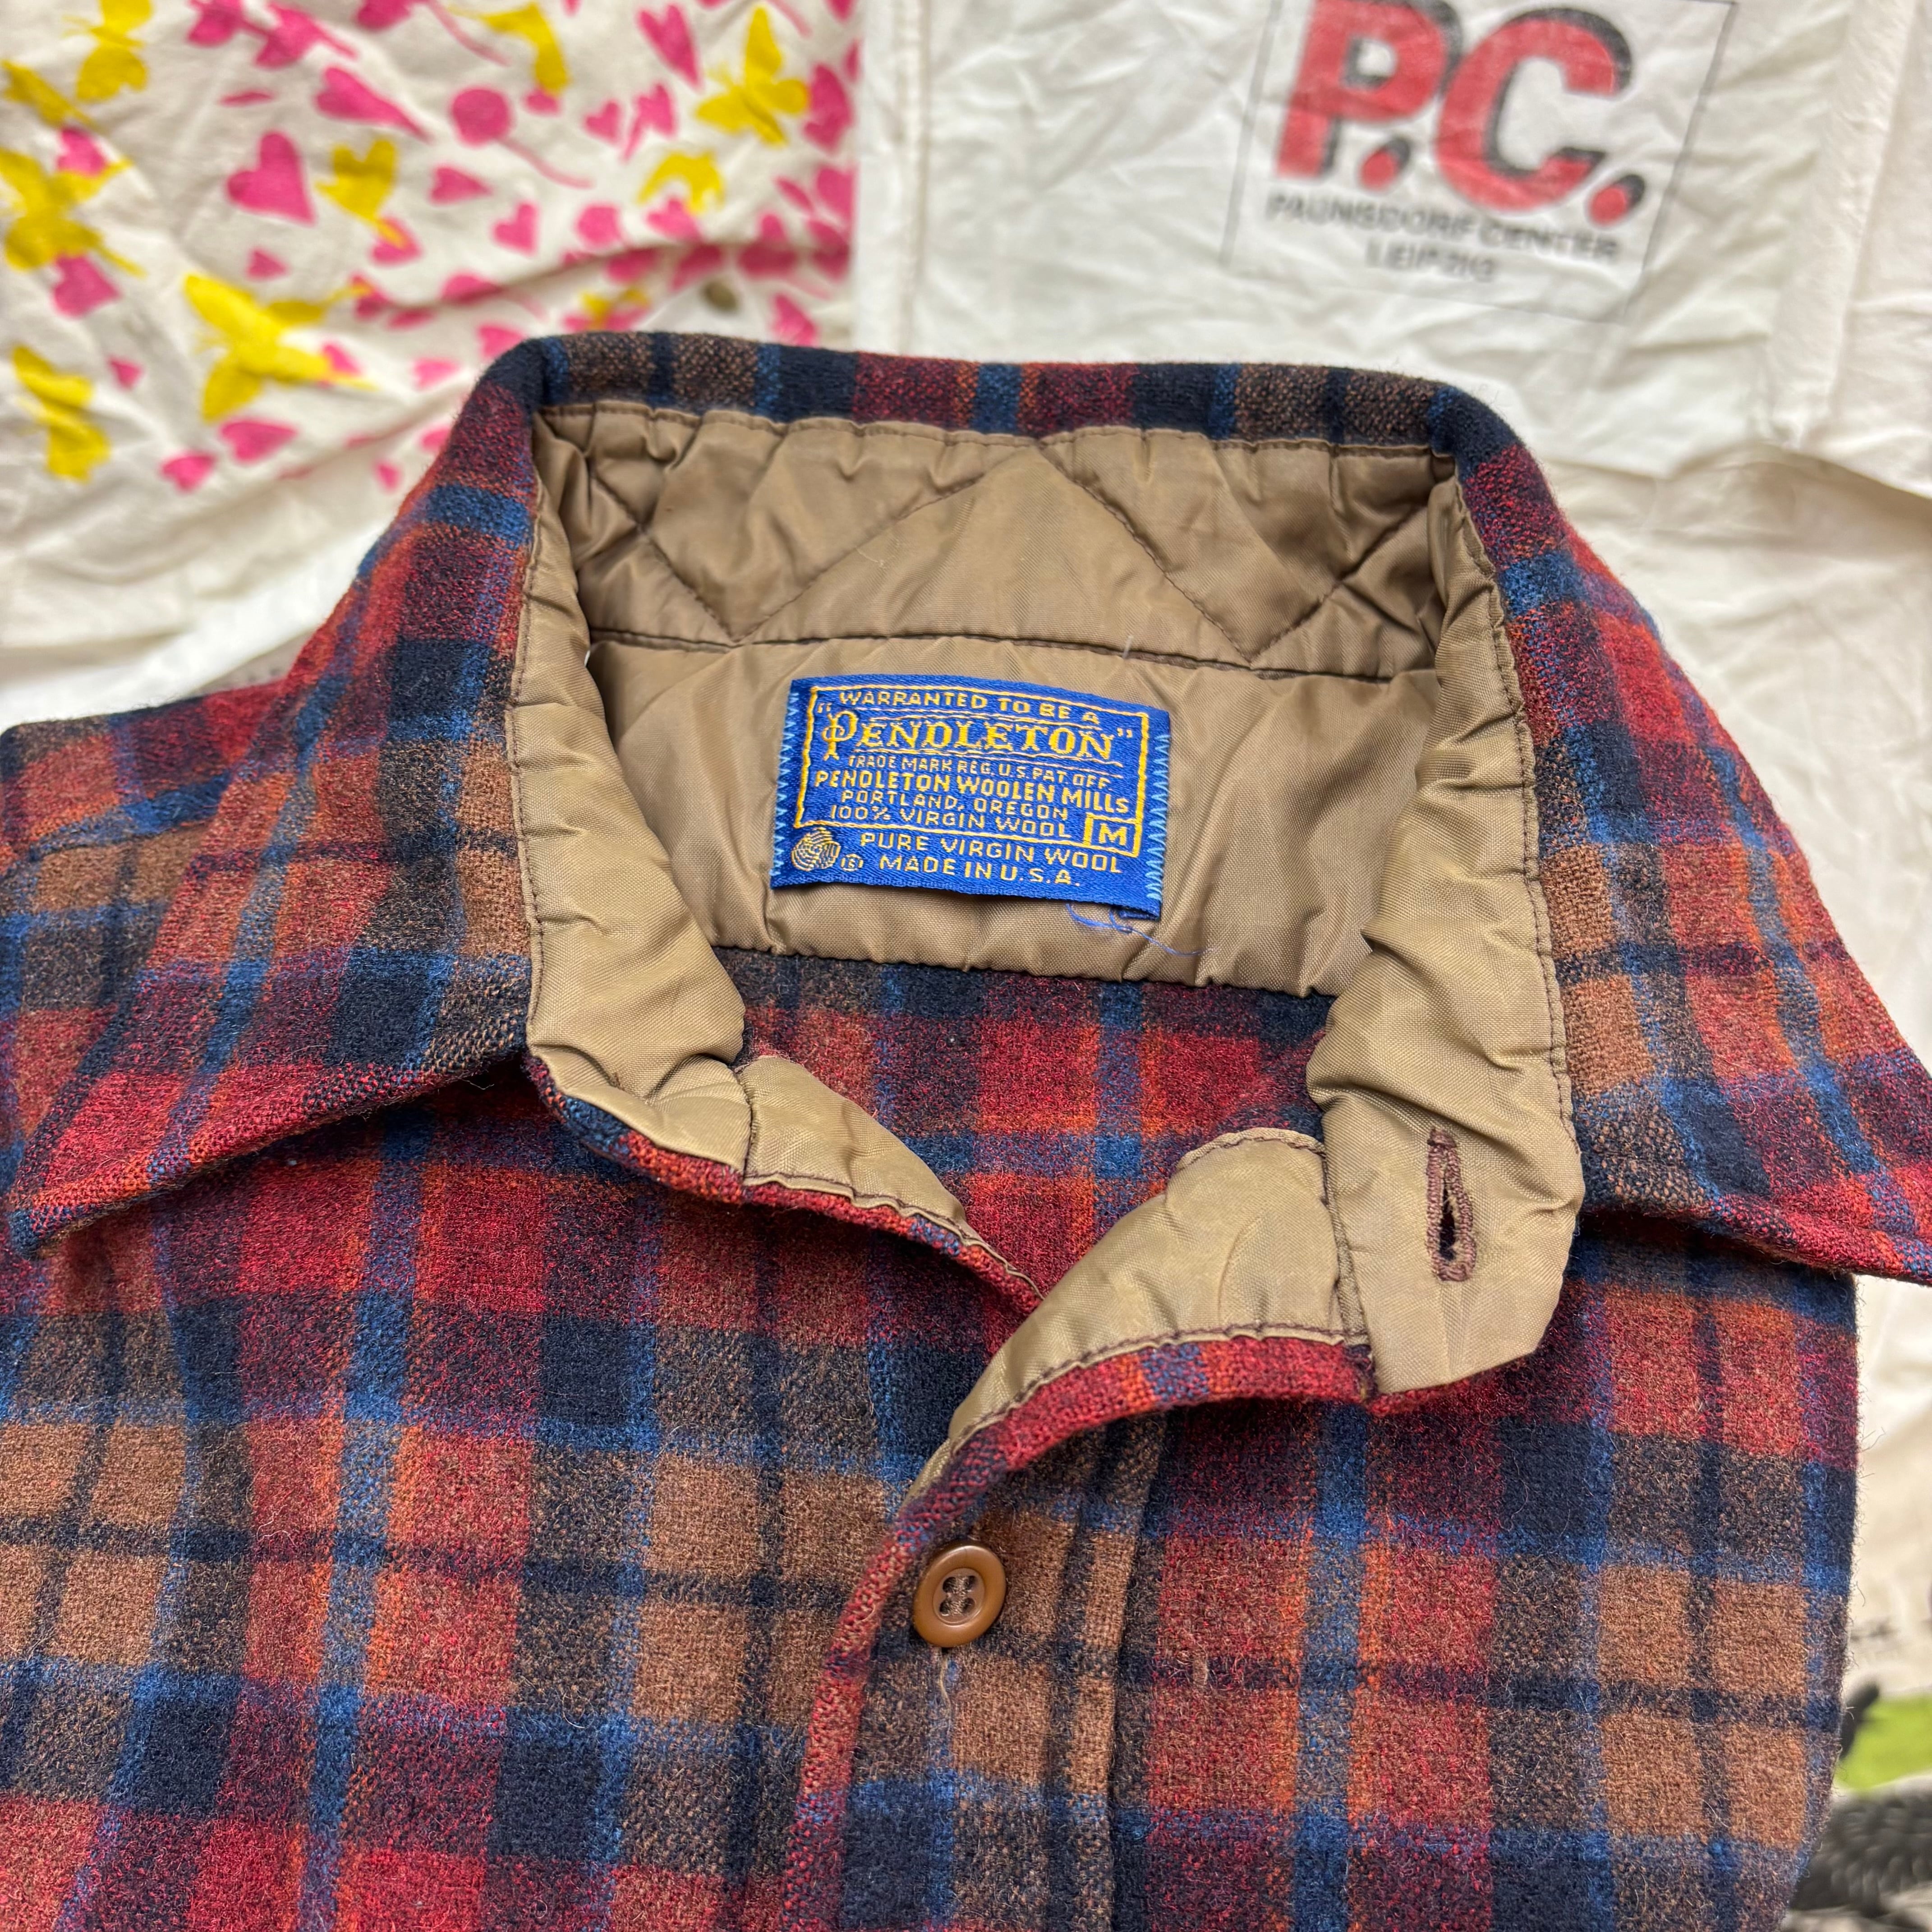 P.C.
PAUNSDORF CENTER
LEIPZIG
WARRANTED TO BE A
"PENDLETON"
TRADE MARK REG. U.S. PAT. OFF.
PENDLETON WOOLEN MILLS
PORTLAND, OREGON
100% VIRGIN WOOL M
PURE VIRGIN WOOL
MADE IN U.S.A.